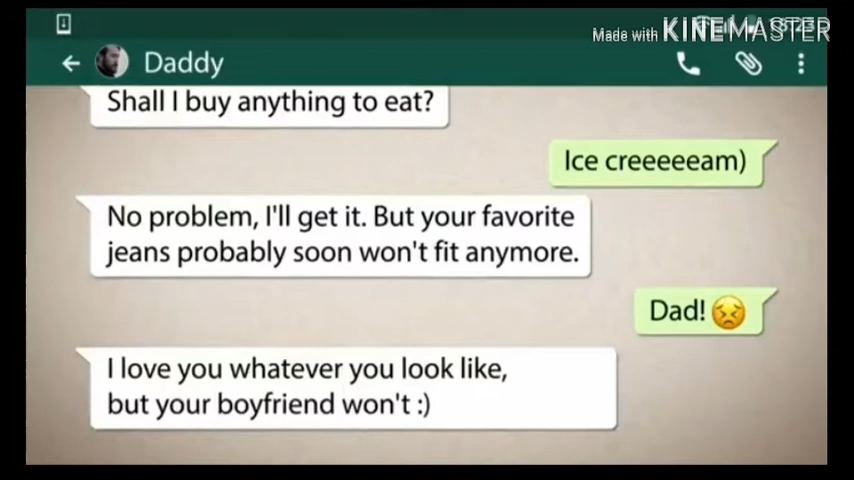 Made with KINEMASTER
Daddy
Shall I buy anything to eat?
Ice creeeeeam)
No problem, I'll get it. But your favorite
jeans probably soon won't fit anymore.
Dad! 😣
I love you whatever you look like,
but your boyfriend won't :)